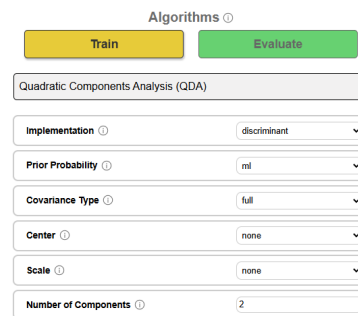 Algorithms
Train
Evaluate
Quadratic Components Analysis (QDA)
Implementation discriminant
Prior Probability ml
Covariance Type full
Center none
Scale none
Number of Components 2